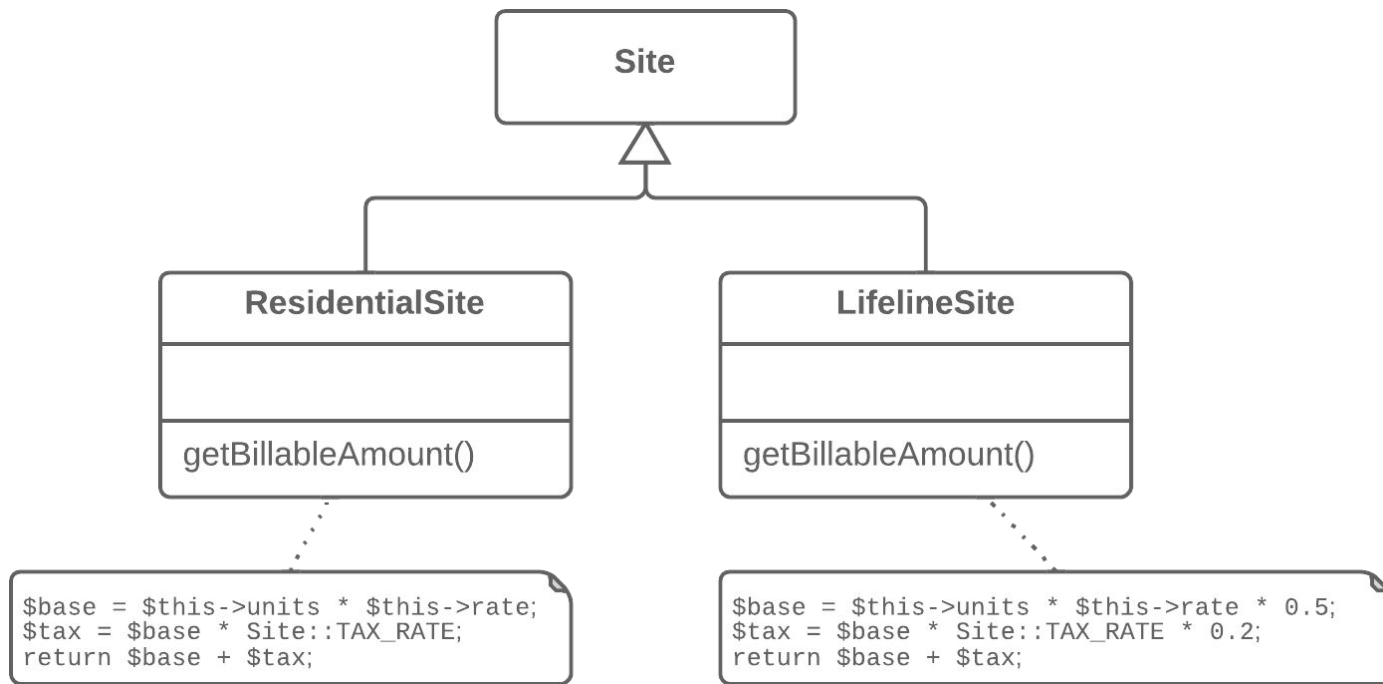 Site
ResidentialSite
getBillableAmount()
LifelineSite
getBillableAmount()
$base = $this->units * $this->rate;
$tax = $base * Site::TAX_RATE;
return $base + $tax;
$base = $this->units * $this->rate * 0.5;
$tax = $base * Site::TAX_RATE * 0.2;
return $base + $tax;